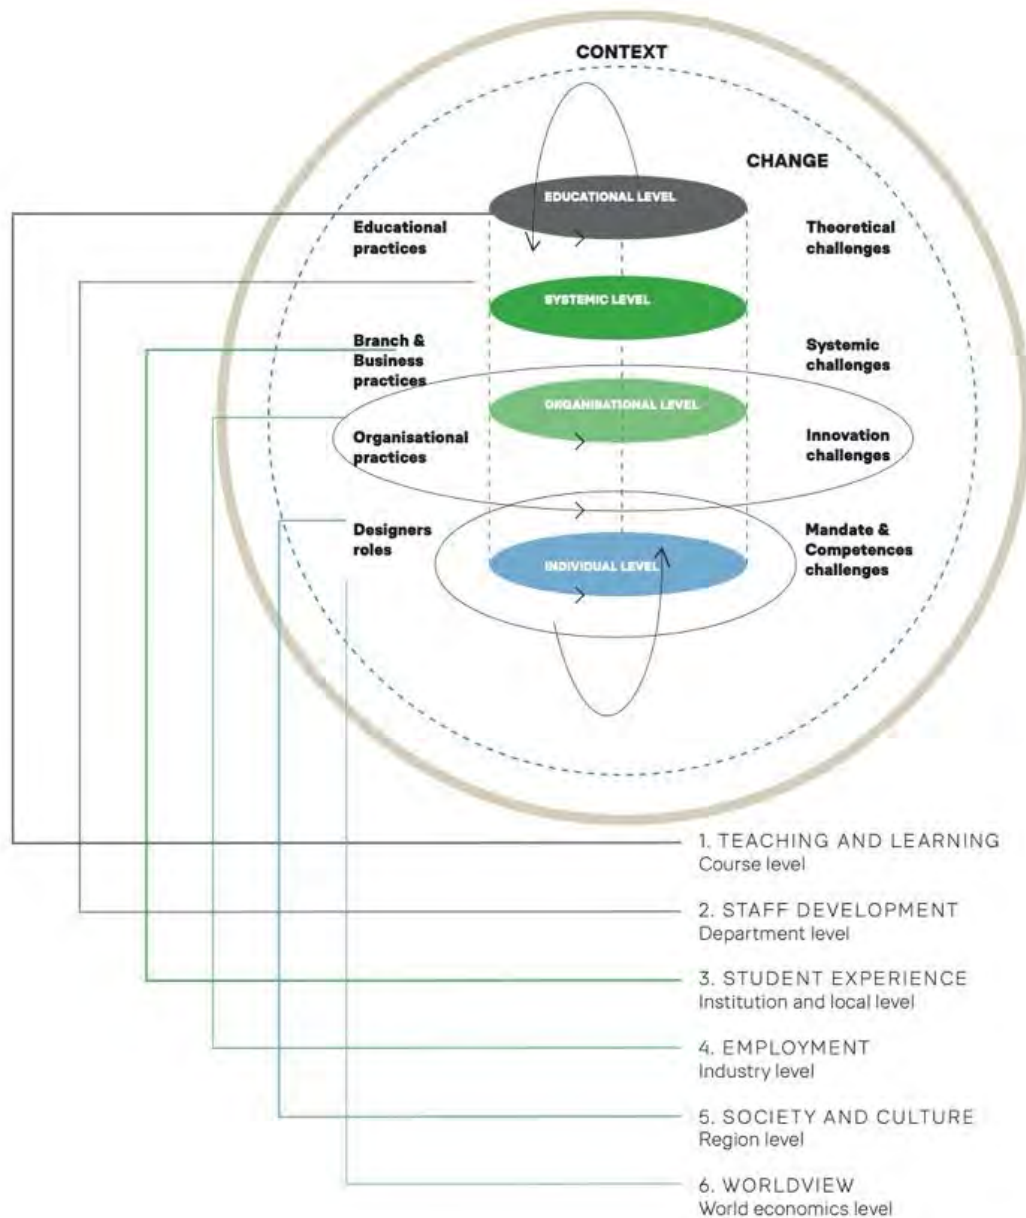 CONTEXT
CHANGE
EDUCATIONAL LEVEL
Educational
practices
Theoretical
challenges
SYSTEMIC LEVEL
Branch &
Business
practices
Systemic
challenges
ORGANISATIONAL LEVEL
Organisational
practices
Innovation
challenges
Designers
roles
Mandate &
Competences
challenges
INDIVIDUAL LEVEL
1. TEACHING AND LEARNING
Course level
2. STAFF DEVELOPMENT
Department level
3. STUDENT EXPERIENCE
Institution and local level
4. EMPLOYMENT
Industry level
5. SOCIETY AND CULTURE
Region level
6. WORLDVIEW
World economics level